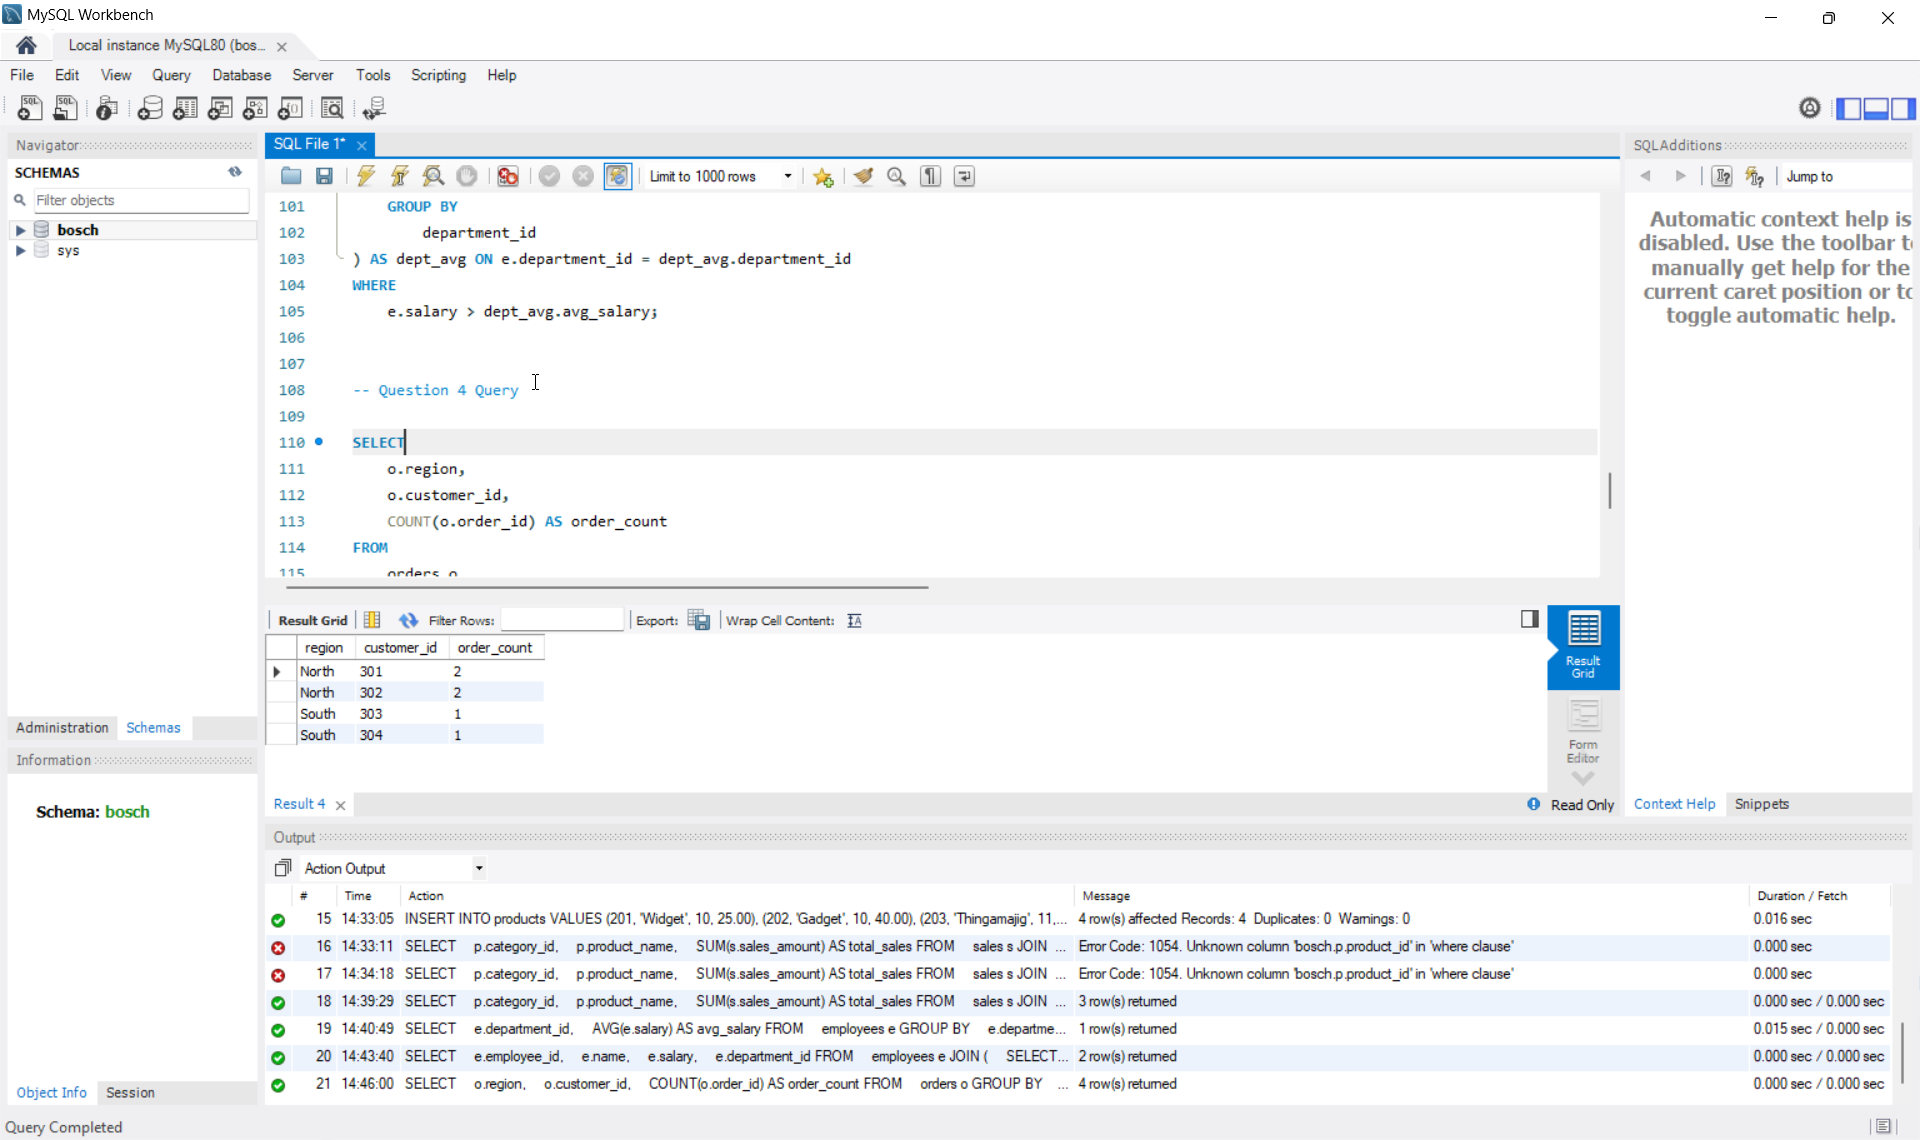 MySQL Workbench
Local instance MySQL80 (bos...
File Edit View Query Database Server Tools Scripting Help
Navigator
SCHEMAS
Filter objects
bosch
sys
Administration Schemas
Information
Schema: bosch
Object Info Session
Query Completed
SQL File 1*
Limit to 1000 rows
101 GROUP BY
102 department_id
103 ) AS dept_avg ON e.department_id = dept_avg.department_id
104 WHERE
105 e.salary > dept_avg.avg_salary;
106
107
108 -- Question 4 Query
109
110 SELECT
111 o.region,
112 o.customer_id,
113 COUNT(o.order_id) AS order_count
114 FROM
115 orders o
Result Grid Filter Rows: Export: Wrap Cell Content:
region customer_id order_count
North 301 2
North 302 2
South 303 1
South 304 1
Result Grid
Form Editor
Result 4
Read Only
SQLAdditions
Jump to
Automatic context help is
disabled. Use the toolbar t
manually get help for the
current caret position or to
toggle automatic help.
Context Help Snippets
Output
Action Output
# Time Action Message Duration / Fetch
15 14:33:05 INSERT INTO products VALUES (201, 'Widget', 10, 25.00), (202, 'Gadget', 10, 40.00), (203, 'Thingamajig', 11,... 4 row(s) affected Records: 4 Duplicates: 0 Warnings: 0 0.016 sec
16 14:33:11 SELECT p.category_id, p.product_name, SUM(s.sales_amount) AS total_sales FROM sales s JOIN ... Error Code: 1054. Unknown column 'bosch.p.product_id' in 'where clause' 0.000 sec
17 14:34:18 SELECT p.category_id, p.product_name, SUM(s.sales_amount) AS total_sales FROM sales s JOIN ... Error Code: 1054. Unknown column 'bosch.p.product_id' in 'where clause' 0.000 sec
18 14:39:29 SELECT p.category_id, p.product_name, SUM(s.sales_amount) AS total_sales FROM sales s JOIN ... 3 row(s) returned 0.000 sec / 0.000 sec
19 14:40:49 SELECT e.department_id, AVG(e.salary) AS avg_salary FROM employees e GROUP BY e.departme... 1 row(s) returned 0.015 sec / 0.000 sec
20 14:43:40 SELECT e.employee_id, e.name, e.salary, e.department_id FROM employees e JOIN ( SELECT... 2 row(s) returned 0.000 sec / 0.000 sec
21 14:46:00 SELECT o.region, o.customer_id, COUNT(o.order_id) AS order_count FROM orders o GROUP BY ... 4 row(s) returned 0.000 sec / 0.000 sec